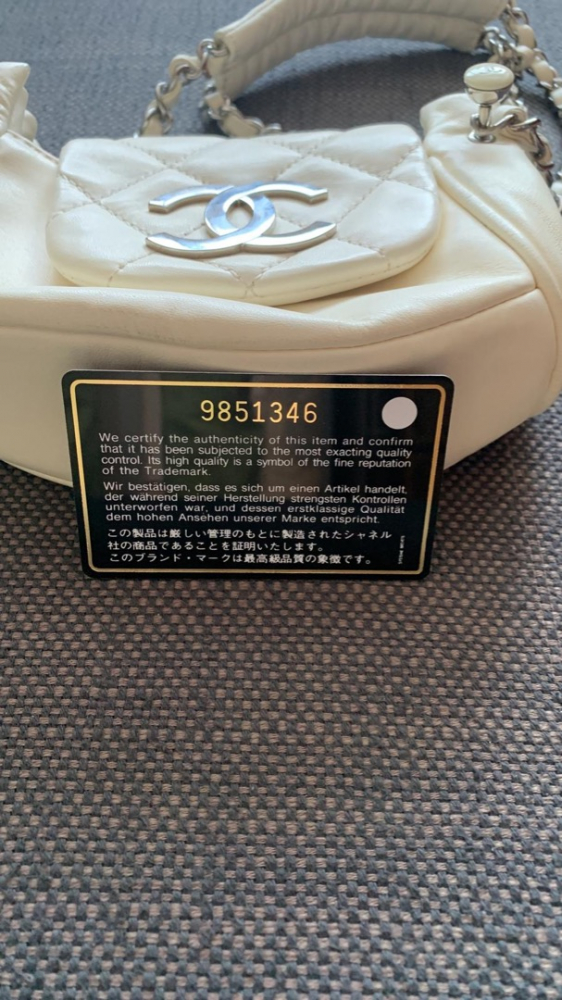 9851346
We certify the authenticity of this item and confirm
that it has been subjected to the most exacting quality
control. Its high quality is a symbol of the fine reputation
of the Trademark.
Wir bestätigen, dass es sich um einen Artikel handelt,
der während seiner Herstellung strengsten Kontrollen
unterworfen war, und dessen erstklassige Qualität
dem hohen Ansehen unserer Marke entspricht.
この製品は厳しい管理のもとに製造されたシャネル
社の商品であることを証明いたします。
このブランド・マークは最高級品質の象徴です。